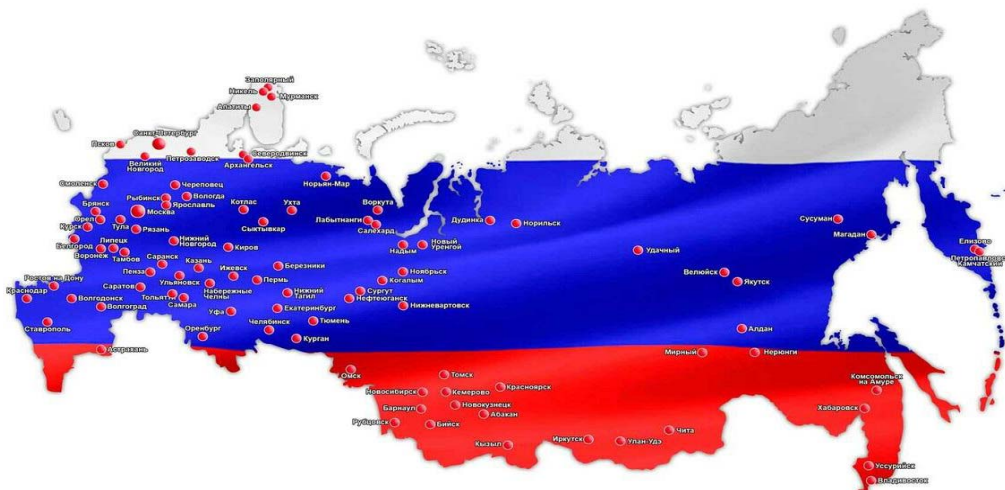 Заполярный
Никель
Мурманск
Апатиты
Санкт-Петербург
Псков
Великий
Новгород
Петрозаводск
Северодвинск
Архангельск
Смоленск
Череповец
Нарьян-Мар
Рыбинск
Вологда
Ярославль
Котлас
Ухта
Воркута
Брянск
Москва
Лабытнанги
Салехард
Дудинка
Норильск
Сусуман
Орел
Курск
Тула
Рязань
Сыктывкар
Магадан
Белгород
Липецк
Нижний
Новгород
Киров
Надым
Новый
Уренгой
Удачный
Елизово
Петропавловск
Камчатский
Воронеж
Тамбов
Саранск
Казань
Березники
Ноябрьск
Велюйск
Якутск
Пенза
Ижевск
Пермь
Когалым
Ростов на Дону
Саратов
Ульяновск
Набережные
Челны
Нижний
Тагил
Сургут
Нефтеюганск
Нижневартовск
Краснодар
Волгодонск
Тольятти
Самара
Волгоград
Уфа
Екатеринбург
Ставрополь
Оренбург
Челябинск
Тюмень
Курган
Алдан
Астрахань
Мирный
Нерюнги
Омск
Томск
Новосибирск
Кемерово
Красноярск
Комсомольск
на Амуре
Барнаул
Новокузнецк
Абакан
Хабаровск
Рубцовск
Бийск
Кызыл
Иркутск
Улан-Удэ
Чита
Уссурийск
Владивосток